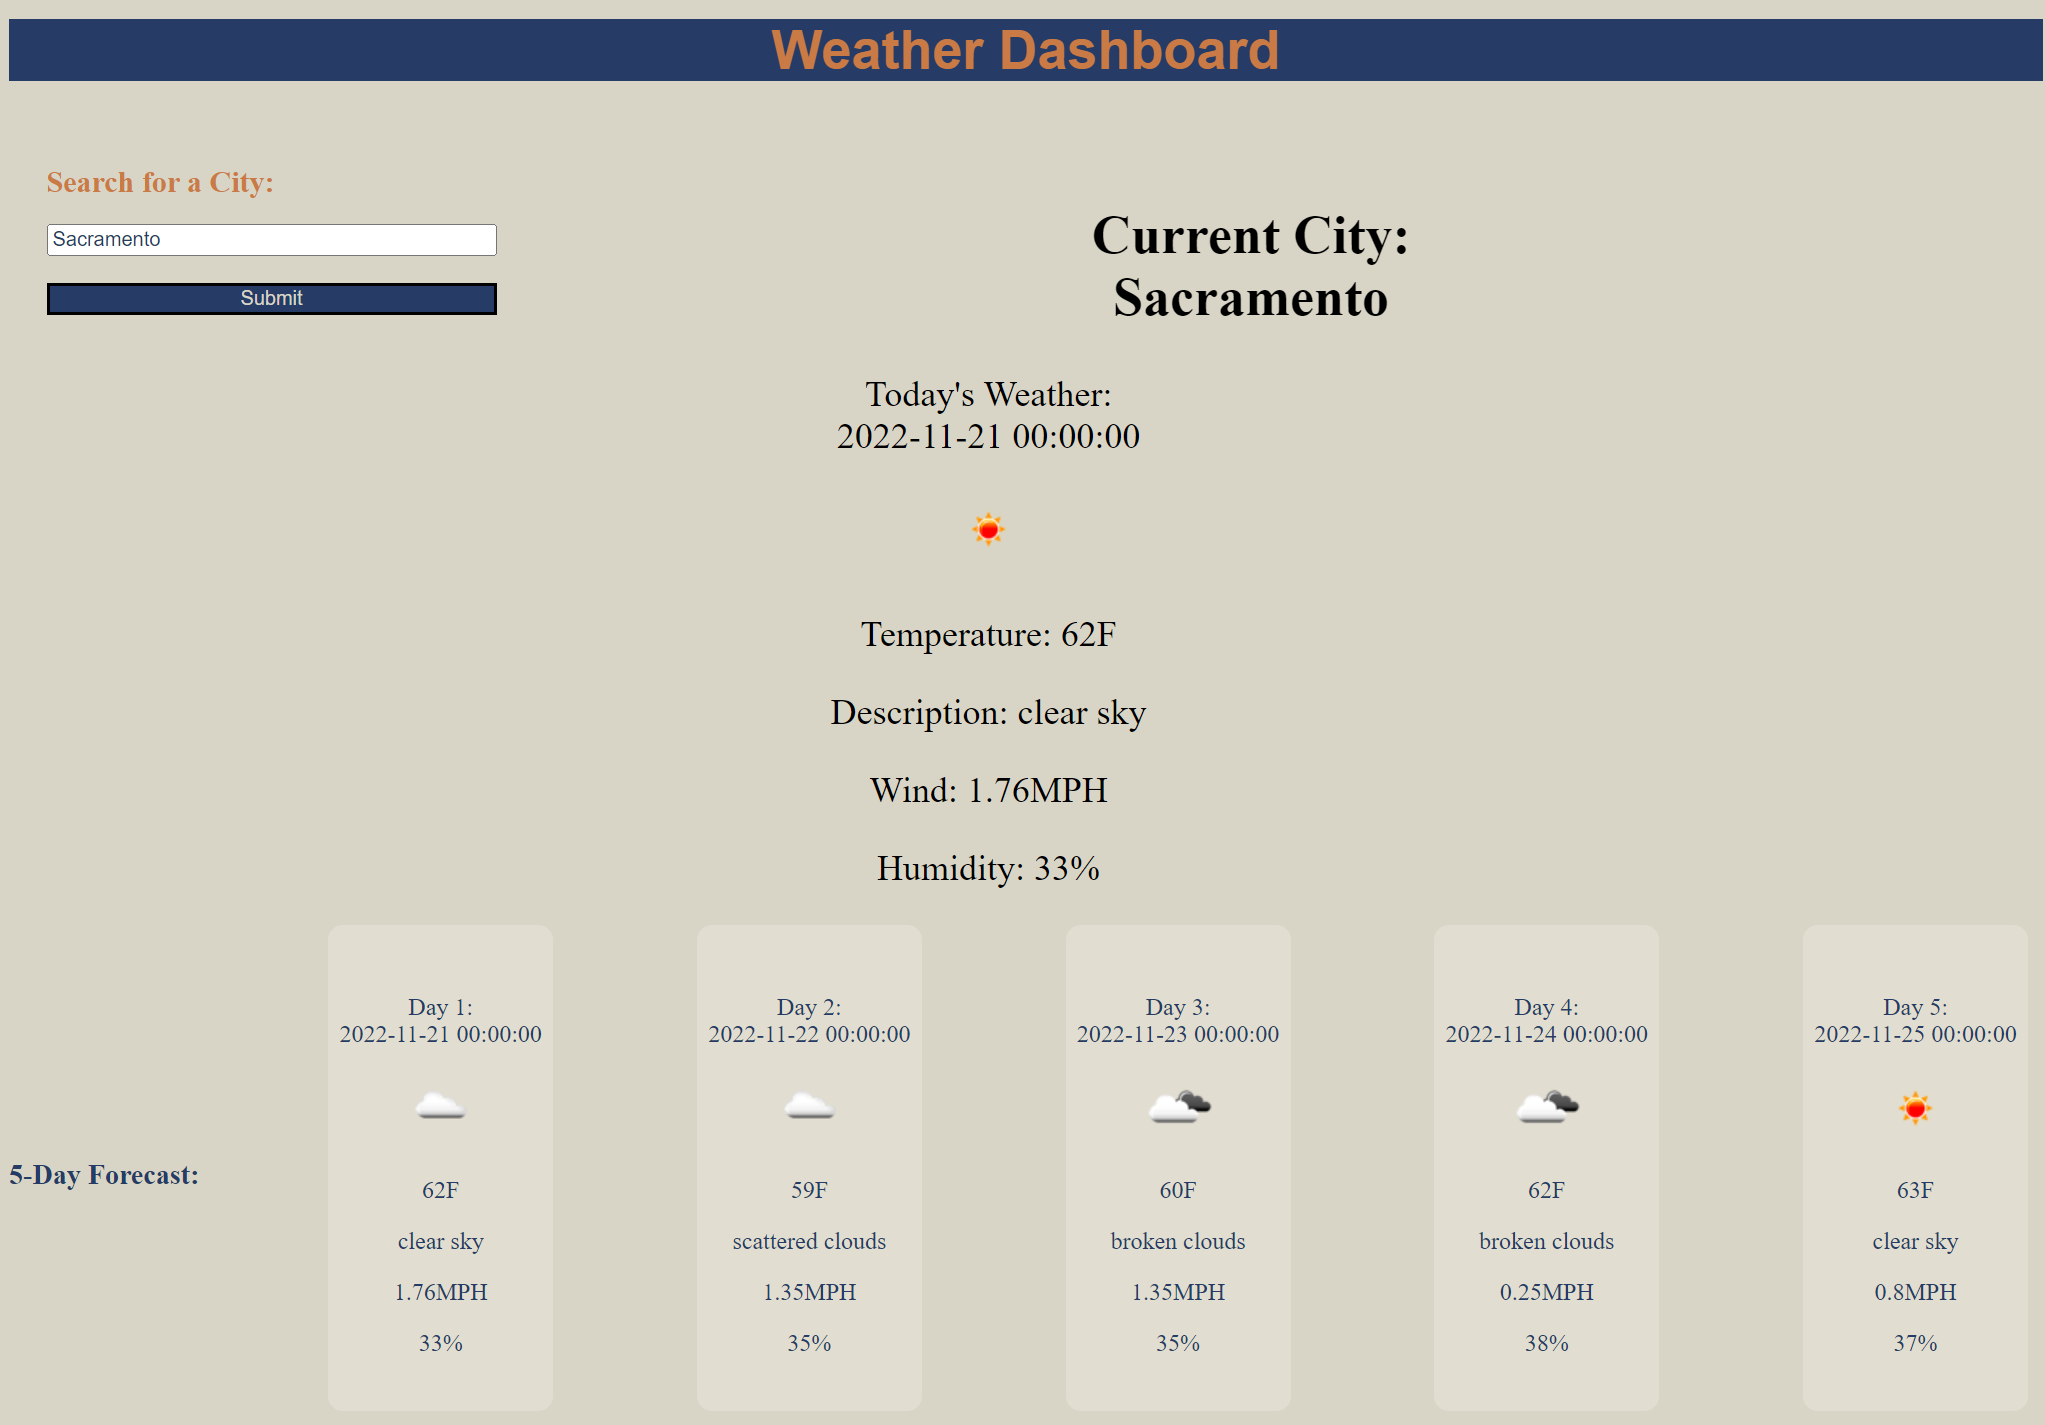 Weather Dashboard
Search for a City:
Sacramento
Submit
Current City:
Sacramento
Today's Weather:
2022-11-21 00:00:00
Temperature: 62F
Description: clear sky
Wind: 1.76MPH
Humidity: 33%
5-Day Forecast:
Day 1:
2022-11-21 00:00:00
62F
clear sky
1.76MPH
33%
Day 2:
2022-11-22 00:00:00
59F
scattered clouds
1.35MPH
35%
Day 3:
2022-11-23 00:00:00
60F
broken clouds
1.35MPH
35%
Day 4:
2022-11-24 00:00:00
62F
broken clouds
0.25MPH
38%
Day 5:
2022-11-25 00:00:00
63F
clear sky
0.8MPH
37%